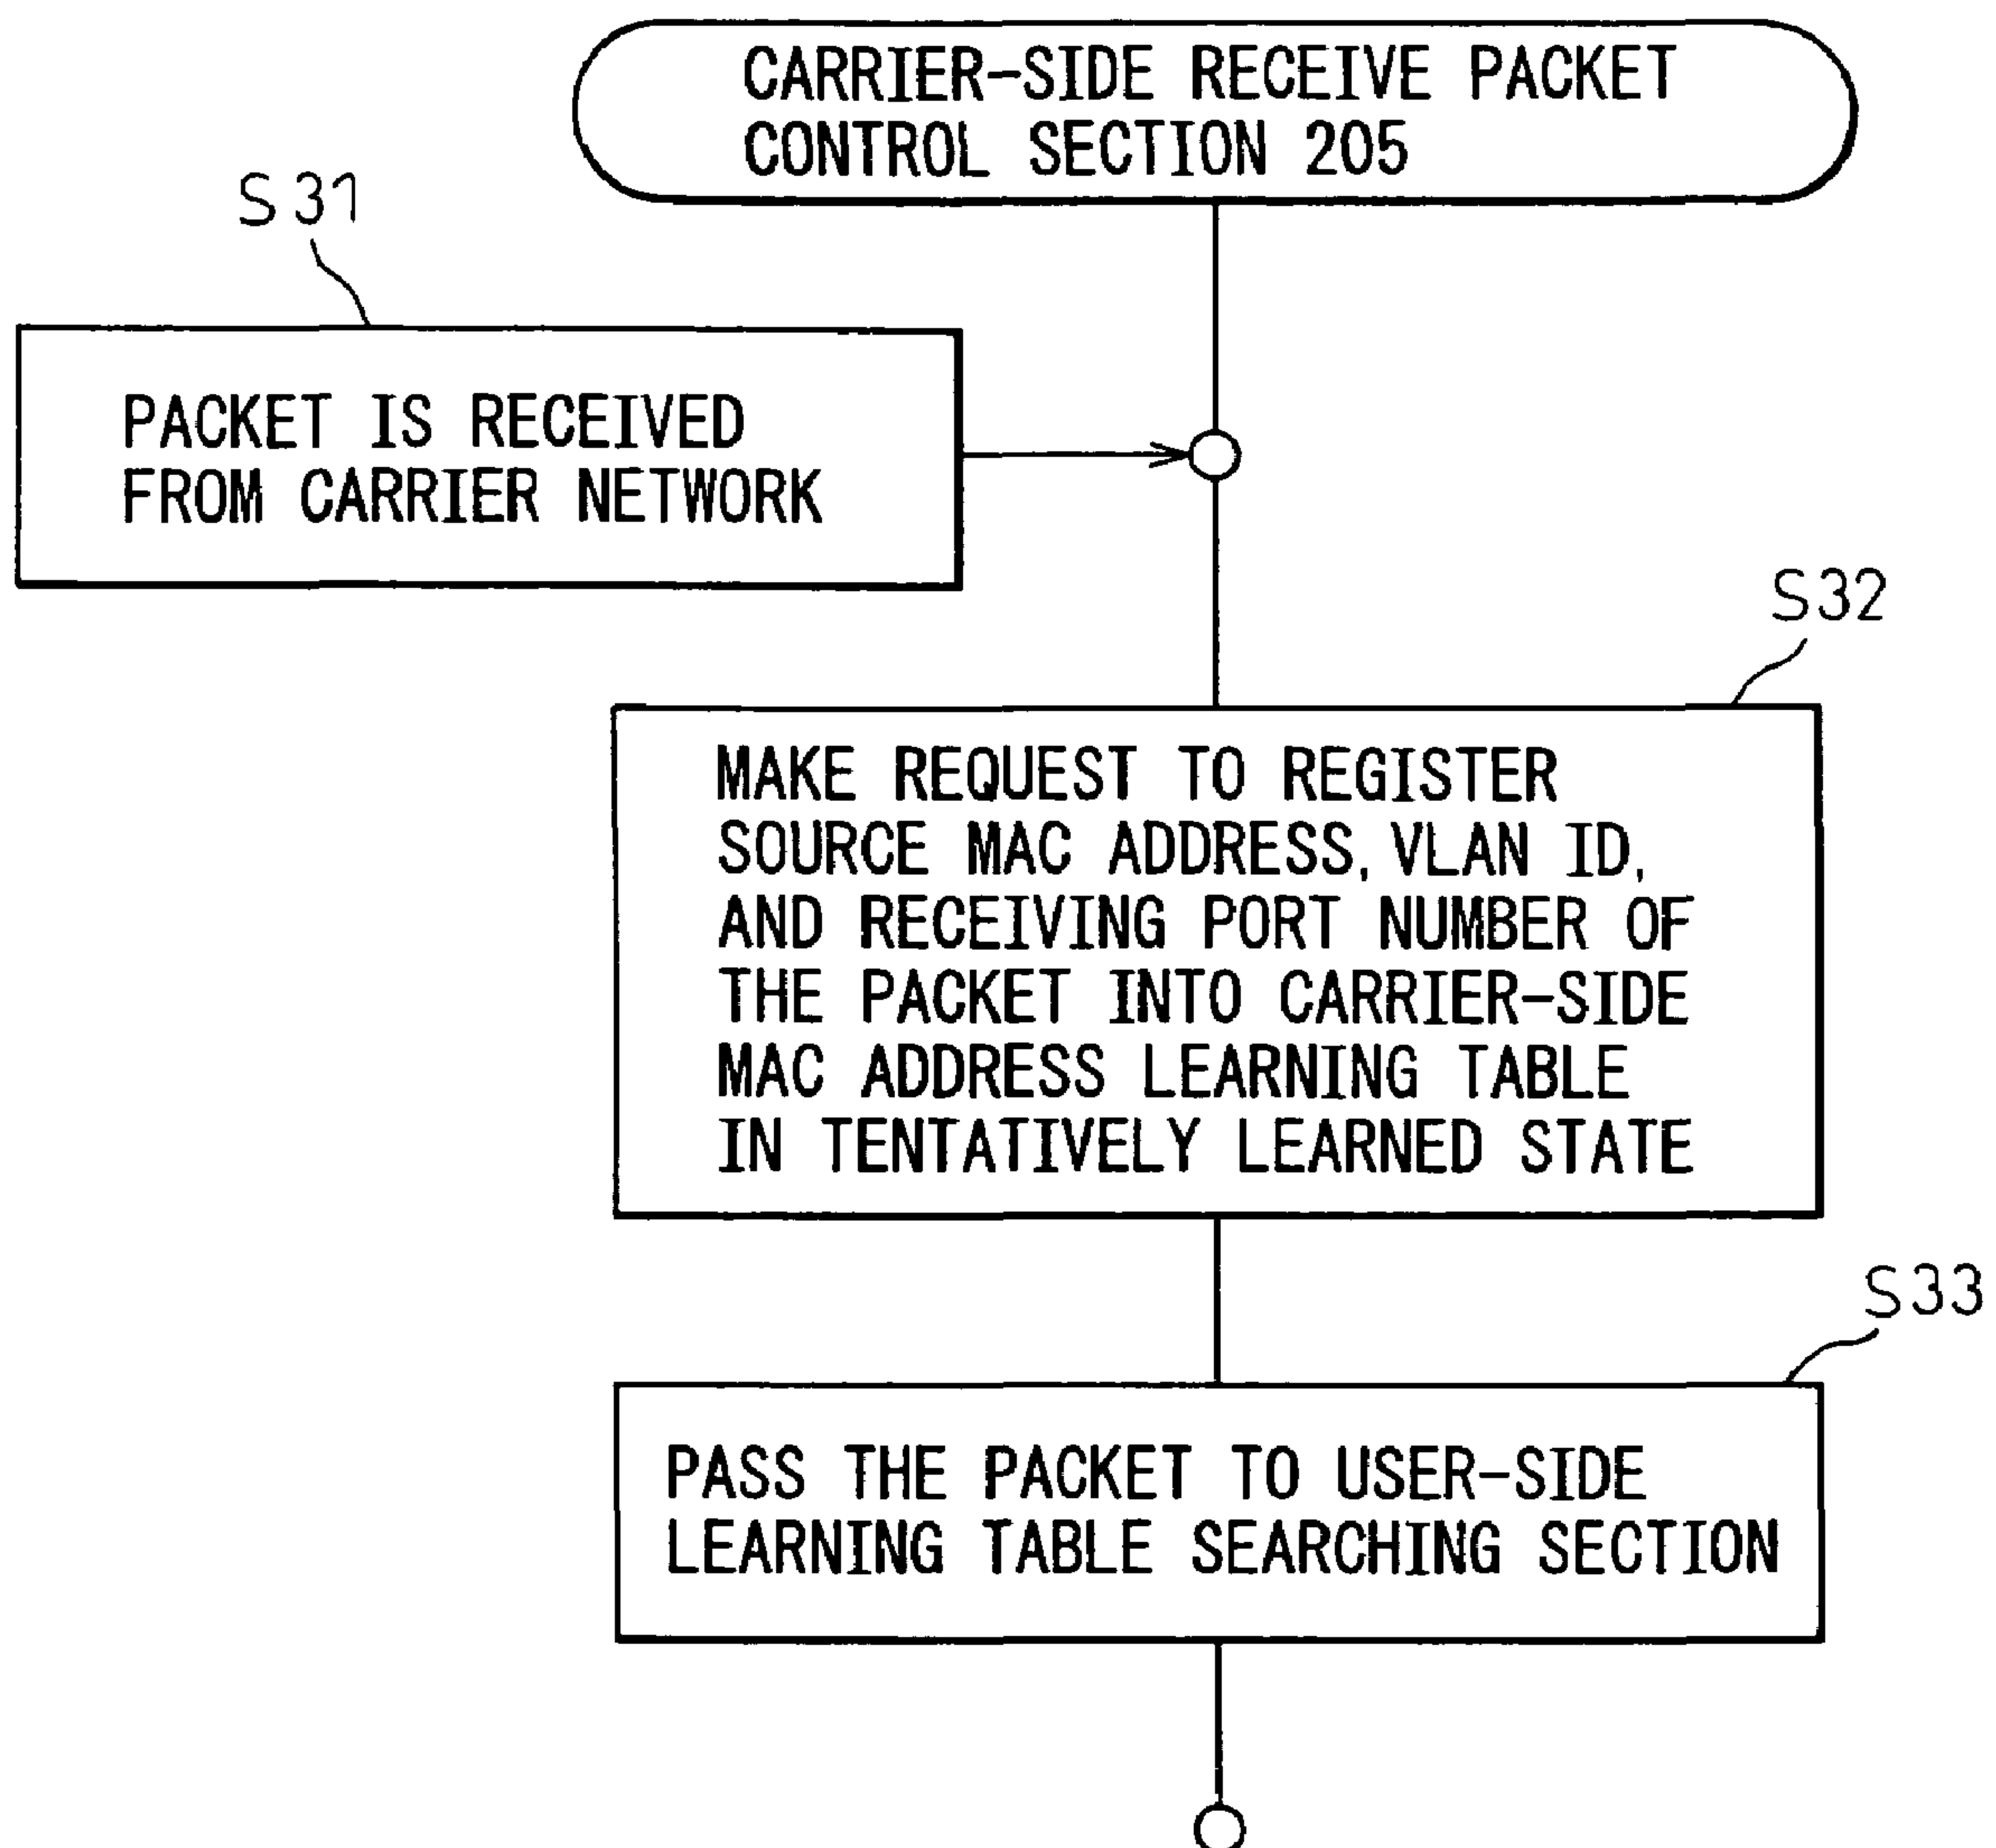 CARRIER-SIDE RECEIVE PACKET
CONTROL SECTION 205
S31
PACKET IS RECEIVED
FROM CARRIER NETWORK
S32
MAKE REQUEST TO REGISTER
SOURCE MAC ADDRESS, VLAN ID,
AND RECEIVING PORT NUMBER OF
THE PACKET INTO CARRIER-SIDE
MAC ADDRESS LEARNING TABLE
IN TENTATIVELY LEARNED STATE
S33
PASS THE PACKET TO USER-SIDE
LEARNING TABLE SEARCHING SECTION